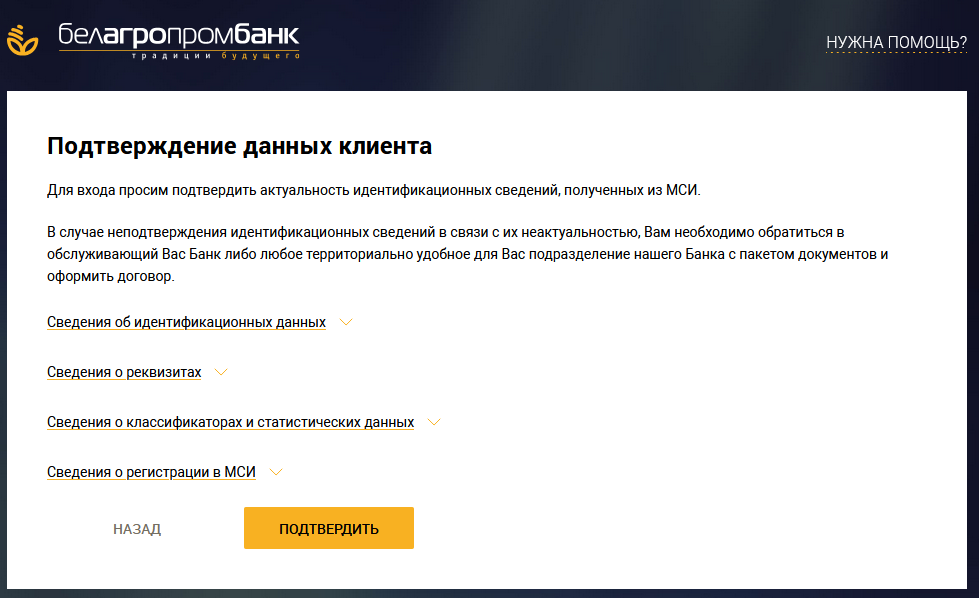 белагропромбанк
традиции будущего
НУЖНА ПОМОЩЬ?
Подтверждение данных клиента
Для входа просим подтвердить актуальность идентификационных сведений, полученных из МСИ.
В случае неподтверждения идентификационных сведений в связи с их неактуальностью, Вам необходимо обратиться в
обслуживающий Вас Банк либо любое территориально удобное для Вас подразделение нашего Банка с пакетом документов и
оформить договор.
Сведения об идентификационных данных
Сведения о реквизитах
Сведения о классификаторах и статистических данных
Сведения о регистрации в МСИ
НАЗАД
ПОДТВЕРДИТЬ